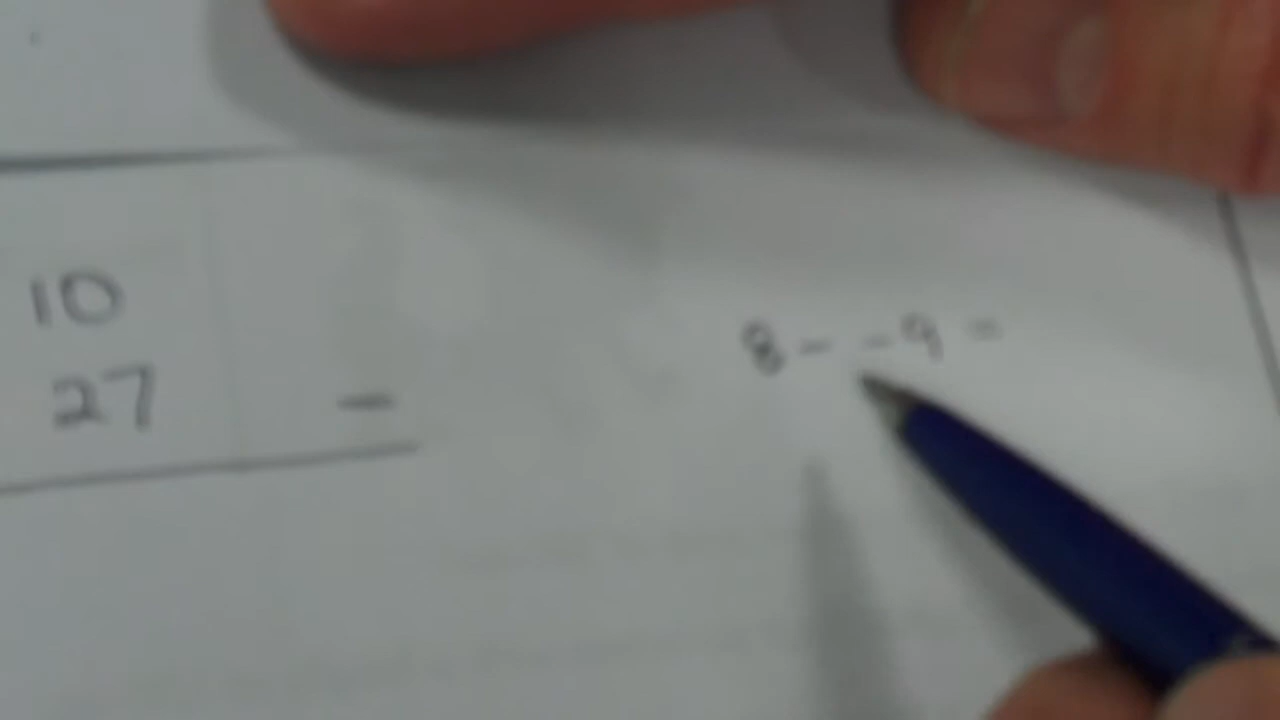 10
27 -
8 - -9 =